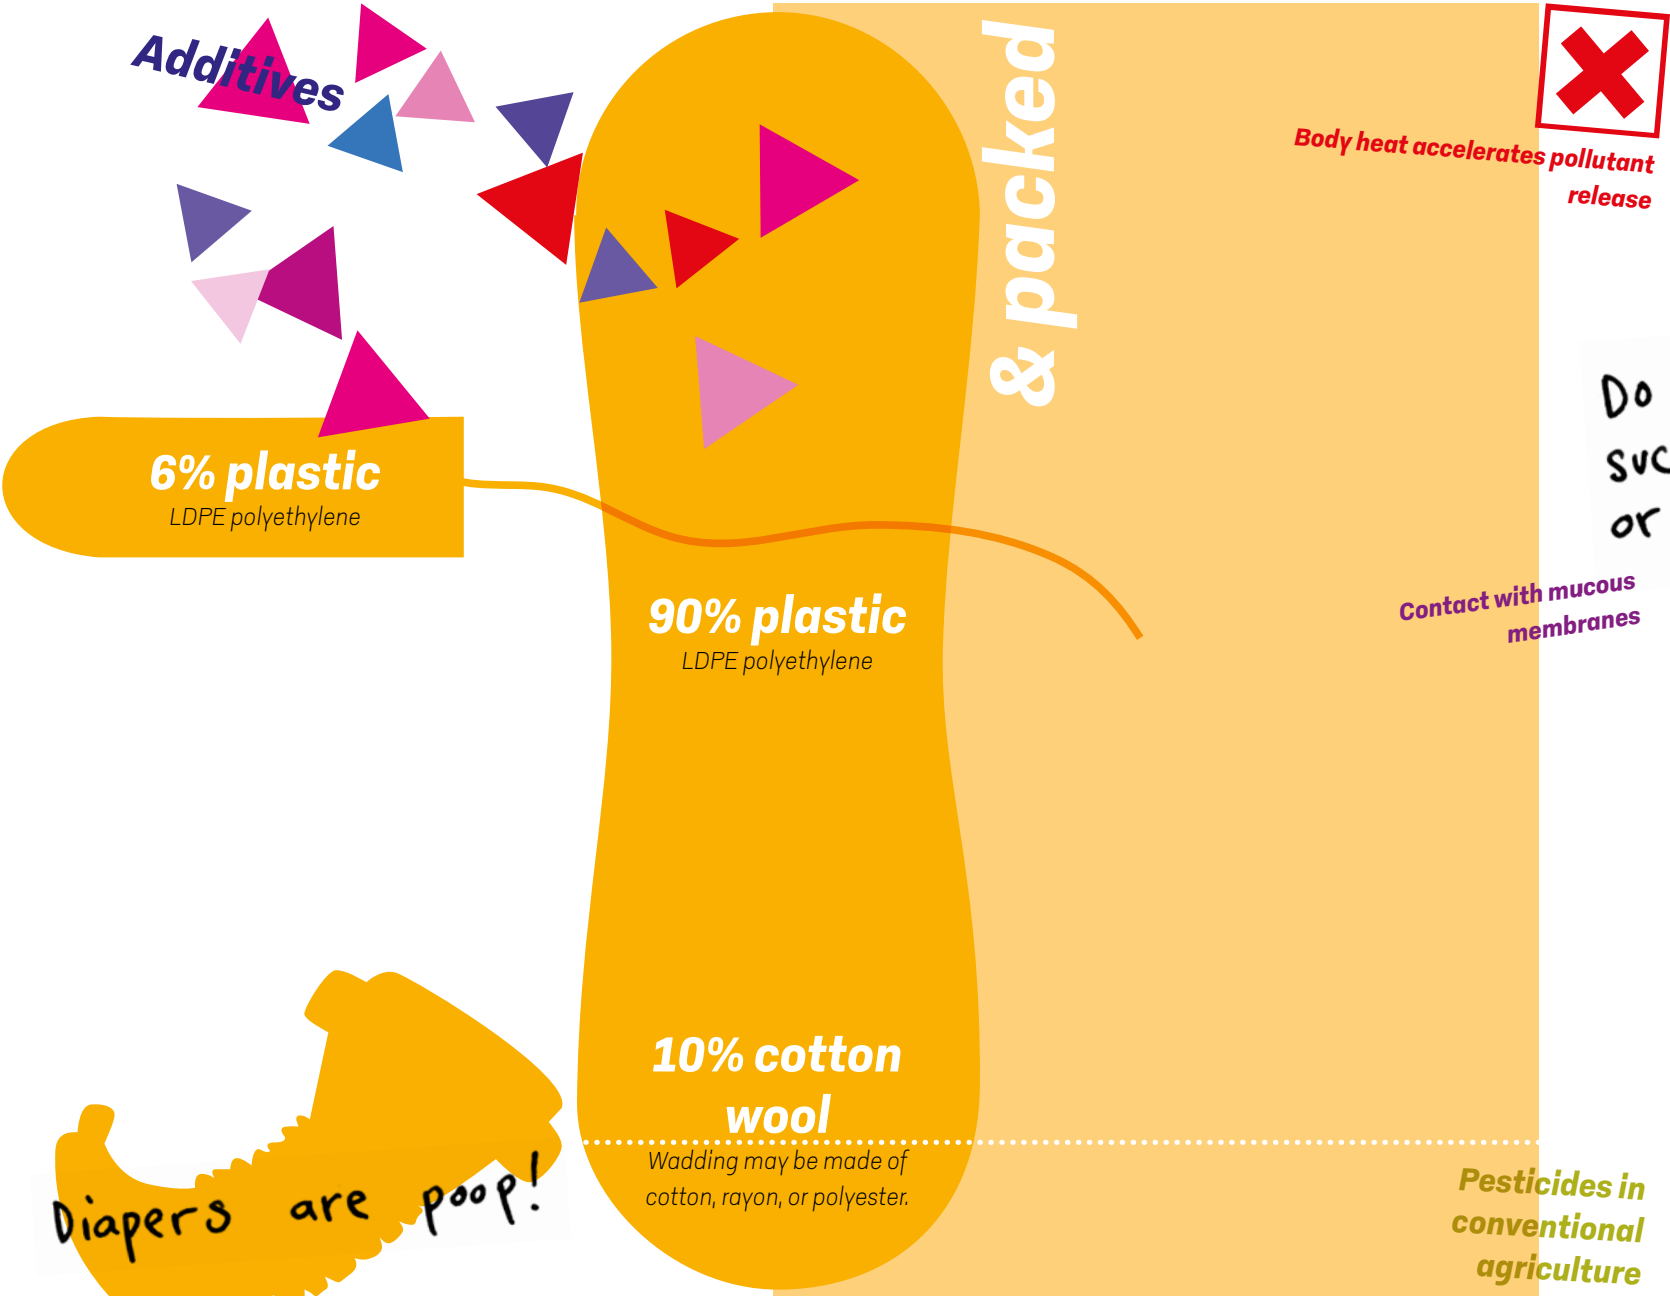 Additives
& packed
Body heat accelerates pollutant
release
Do
or
6% plastic
LDPE polyethylene
90% plastic
LDPE polyethylene
Contact with mucous
membranes
10% cotton
wool
Wadding may be made of
cotton, rayon, or polyester.
Diapers are poop!
Pesticides in
conventional
agriculture